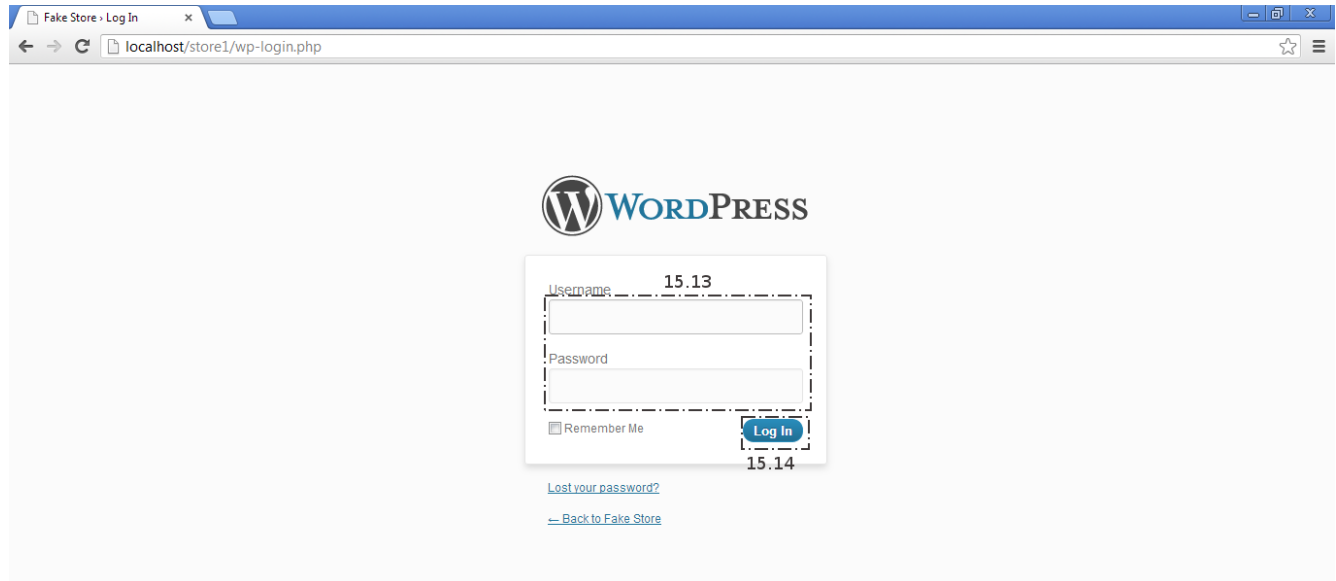 Fake Store › Log In
localhost/store1/wp-login.php
WORDPRESS
15.13
Username
Password
Remember Me
Log In
15.14
Lost your password?
← Back to Fake Store